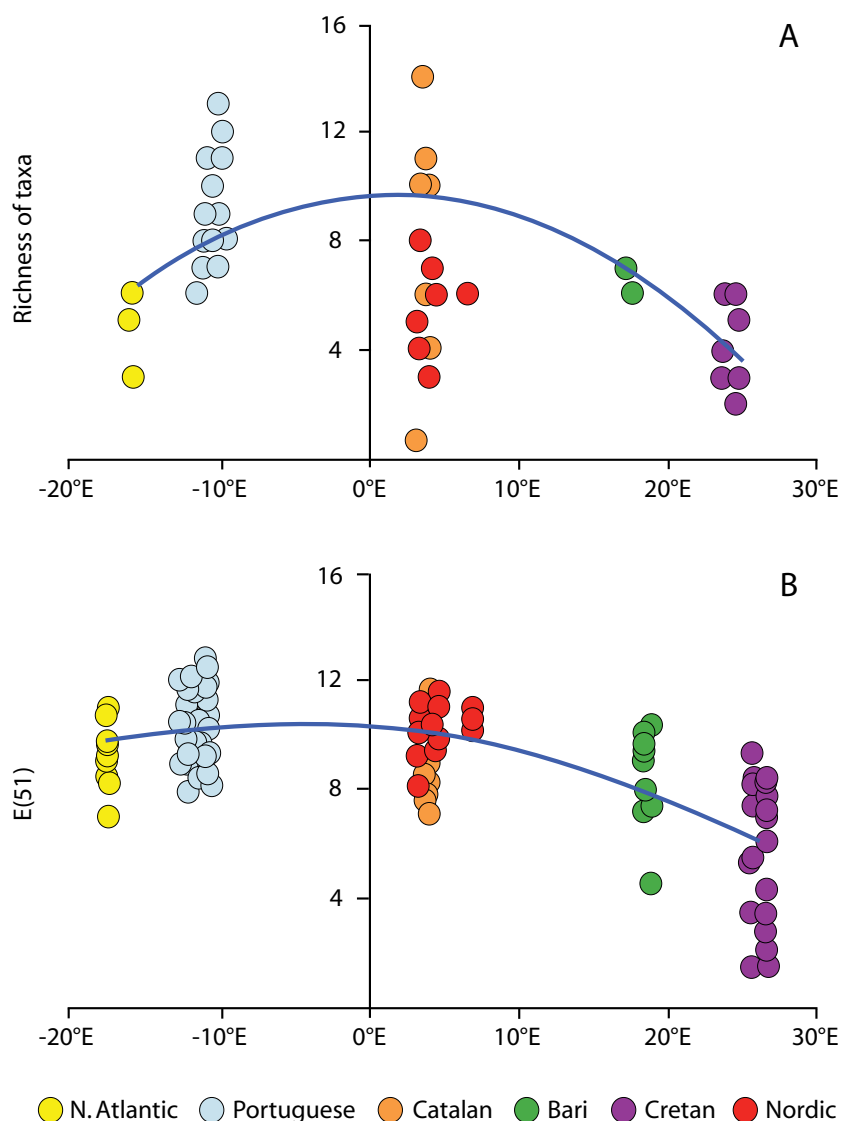 A
Richness of taxa
16
12
8
4
-20°E -10°E 0°E 10°E 20°E 30°E
B
E(51)
16
12
8
4
-20°E -10°E 0°E 10°E 20°E 30°E
N. Atlantic Portuguese Catalan Bari Cretan Nordic